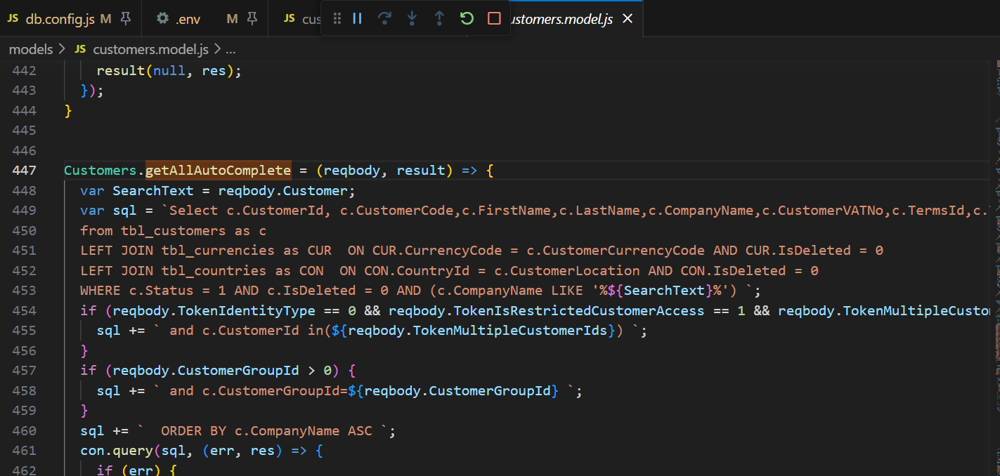 JS db.config.js M .env M JS cus ustomers.model.js
models > JS customers.model.js > ...
442 result(null, res);
443 });
444 }
445
446
447 Customers.getAllAutoComplete = (reqbody, result) => {
448 var SearchText = reqbody.Customer;
449 var sql = `Select c.CustomerId, c.CustomerCode,c.FirstName,c.LastName,c.CompanyName,c.CustomerVATNo,c.TermsId,c.
450 from tbl_customers as c
451 LEFT JOIN tbl_currencies as CUR  ON CUR.CurrencyCode = c.CustomerCurrencyCode AND CUR.IsDeleted = 0
452 LEFT JOIN tbl_countries as CON  ON CON.CountryId = c.CustomerLocation AND CON.IsDeleted = 0
453 WHERE c.Status = 1 AND c.IsDeleted = 0 AND (c.CompanyName LIKE '%${SearchText}%') `;
454 if (reqbody.TokenIdentityType == 0 && reqbody.TokenIsRestrictedCustomerAccess == 1 && reqbody.TokenMultipleCusto
455 sql += ` and c.CustomerId in(${reqbody.TokenMultipleCustomerIds}) `;
456 }
457 if (reqbody.CustomerGroupId > 0) {
458 sql += ` and c.CustomerGroupId=${reqbody.CustomerGroupId} `;
459 }
460 sql += `  ORDER BY c.CompanyName ASC `;
461 con.query(sql, (err, res) => {
462 if (err) {